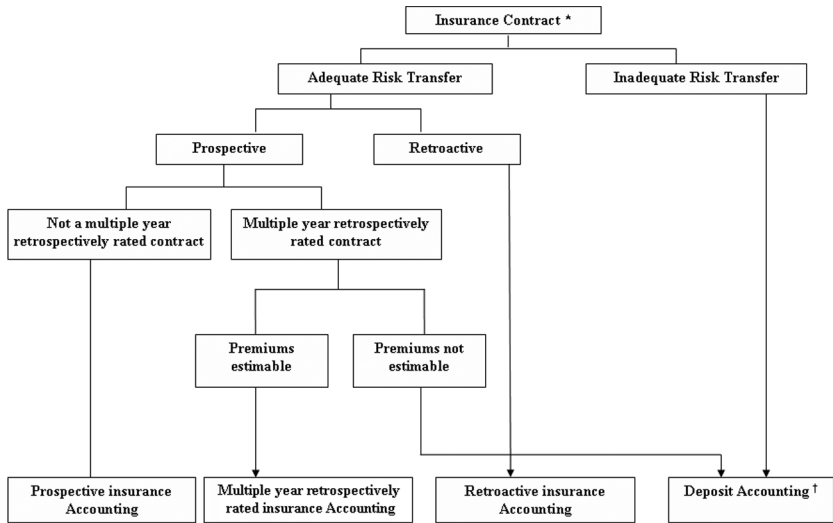 Insurance Contract *
Adequate Risk Transfer
Inadequate Risk Transfer
Prospective
Retroactive
Not a multiple year
retrospectively rated contract
Multiple year retrospectively
rated contract
Premiums
estimable
Premiums not
estimable
Prospective insurance
Accounting
Multiple year retrospectively
rated insurance Accounting
Retroactive insurance
Accounting
Deposit Accounting †